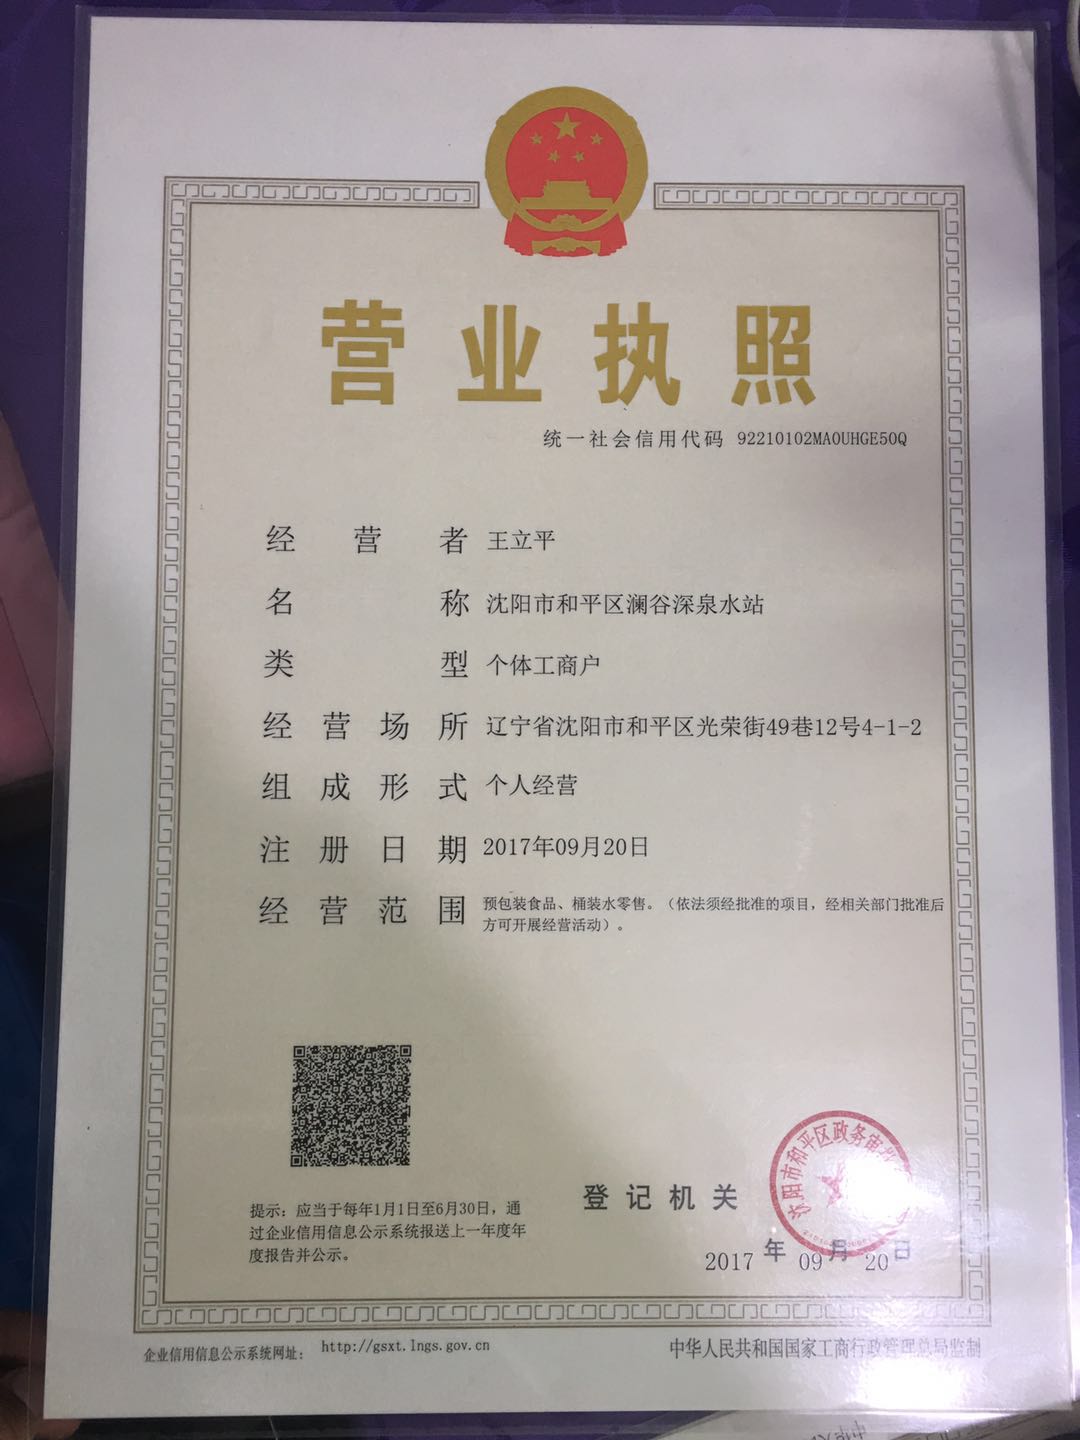 营业执照
统一社会信用代码 92210102MA0UHGE50Q
经营者 王立平
名称 沈阳市和平区澜谷深泉水站
类型 个体工商户
经营场所 辽宁省沈阳市和平区光荣街49巷12号4-1-2
组成形式 个人经营
注册日期 2017年09月20日
经营范围 预包装食品、桶装水零售。（依法须经批准的项目，经相关部门批准后
方可开展经营活动）。
沈阳市和平区政务审
登记机关
提示：应当于每年1月1日至6月30日，通
过企业信用信息公示系统报送上一年度年
度报告并公示。
2017年09月20日
企业信用信息公示系统网址： http://gsxt.lngs.gov.cn
中华人民共和国国家工商行政管理总局监制